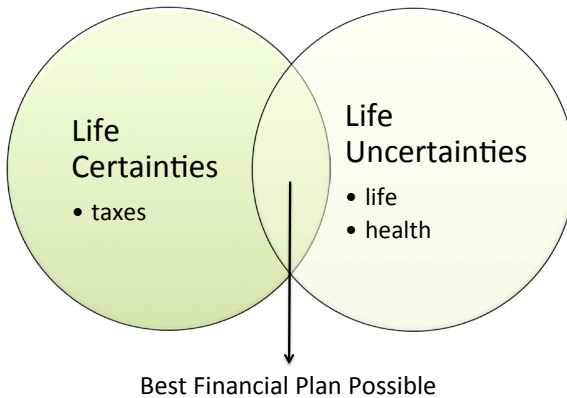 Life
Certainties
• taxes
Life
Uncertainties
• life
• health
Best Financial Plan Possible